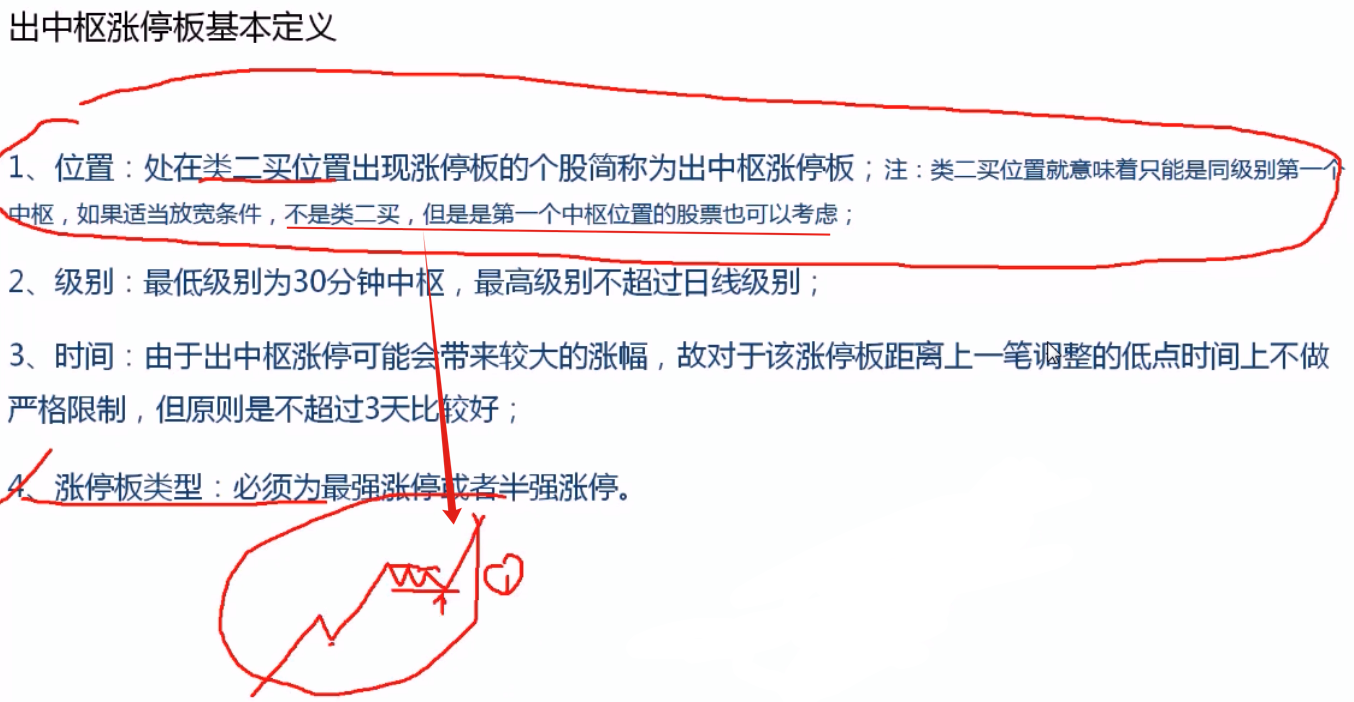 出中枢涨停板基本定义
1、位置：处在类二买位置出现涨停板的个股简称为出中枢涨停板；注：类二买位置就意味着只能是同级别第一个
中枢，如果适当放宽条件，不是类二买，但是是第一个中枢位置的股票也可以考虑；
2、级别：最低级别为30分钟中枢，最高级别不超过日线级别；
3、时间：由于出中枢涨停可能会带来较大的涨幅，故对于该涨停板距离上一笔调整的低点时间上不做
严格限制，但原则是不超过3天比较好；
4、涨停板类型：必须为最强涨停或者半强涨停。
①